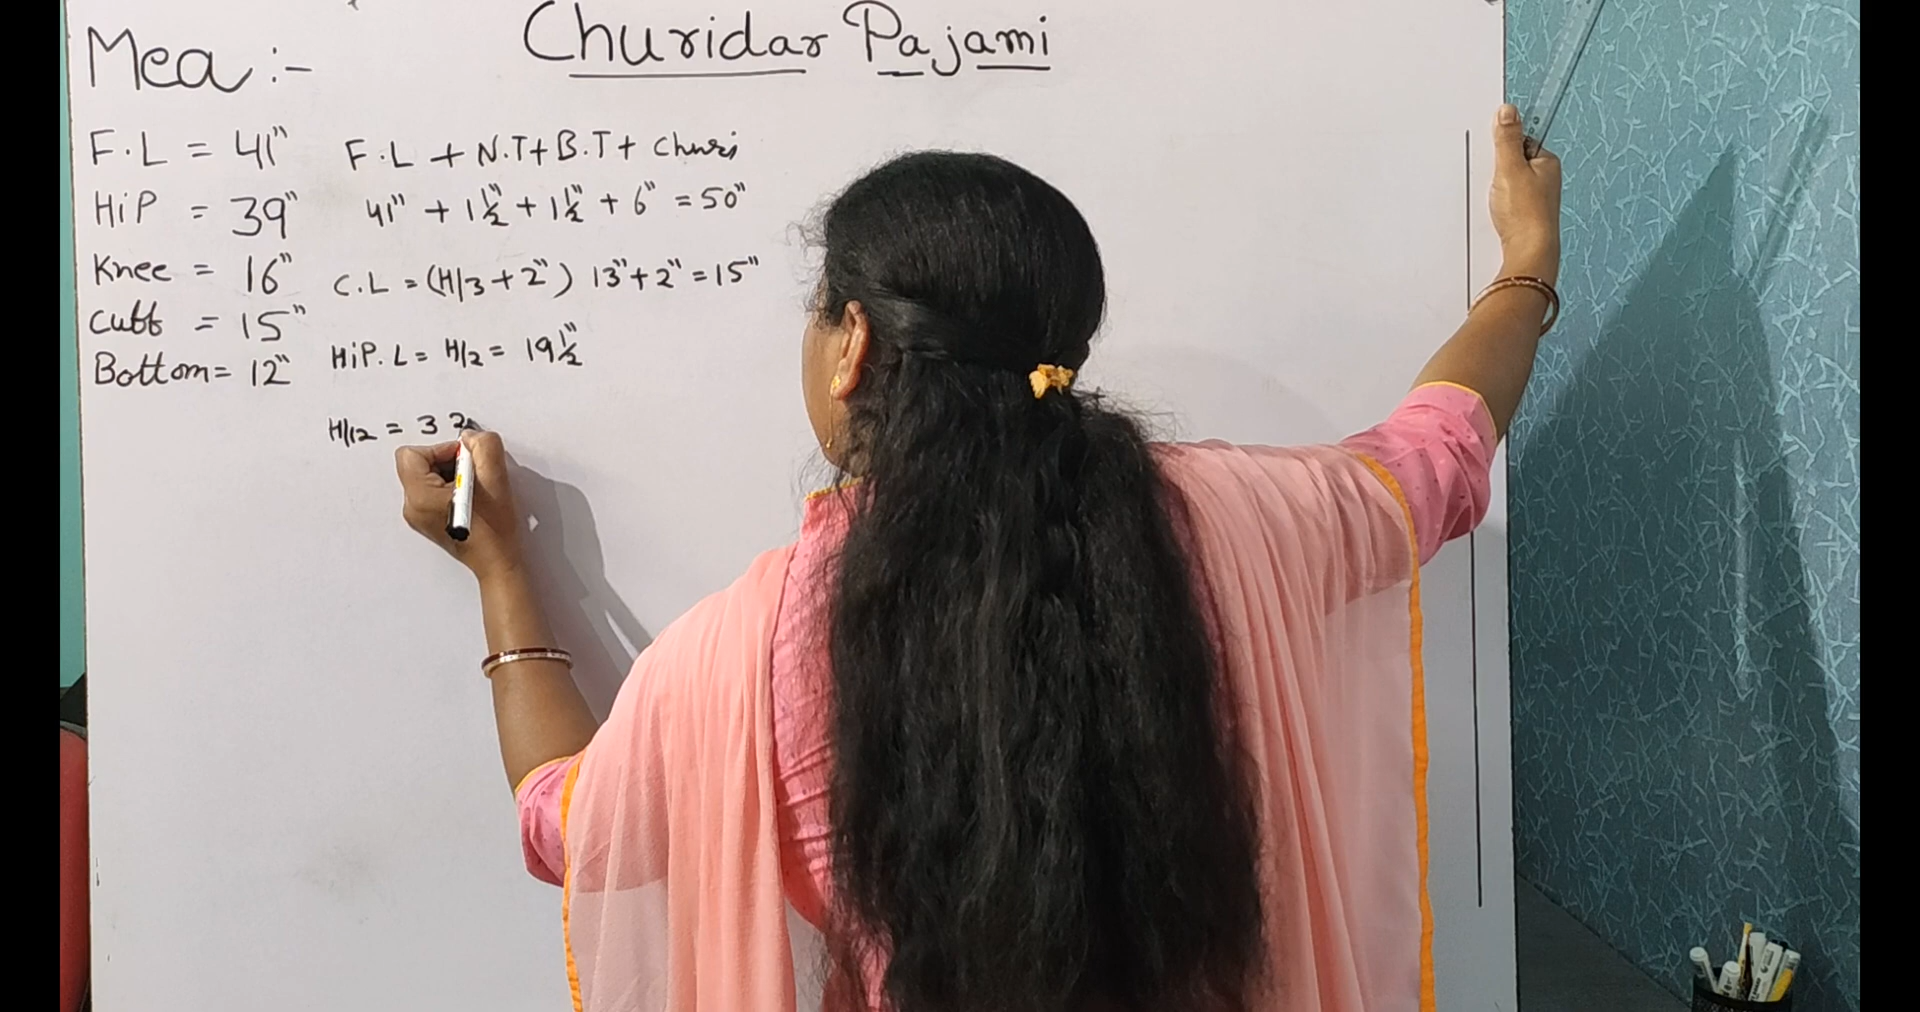 Churidar Pajami
Mea :-
F.L = 41"
HiP = 39"
Knee = 16"
Cuff = 15"
Bottom = 12"
F.L + N.T + B.T + Churi
41" + 1½" + 1½" + 6" = 50"
C.L = (H/3 + 2") 13" + 2" = 15"
HiP. L = H/2 = 19½"
H/12 = 3